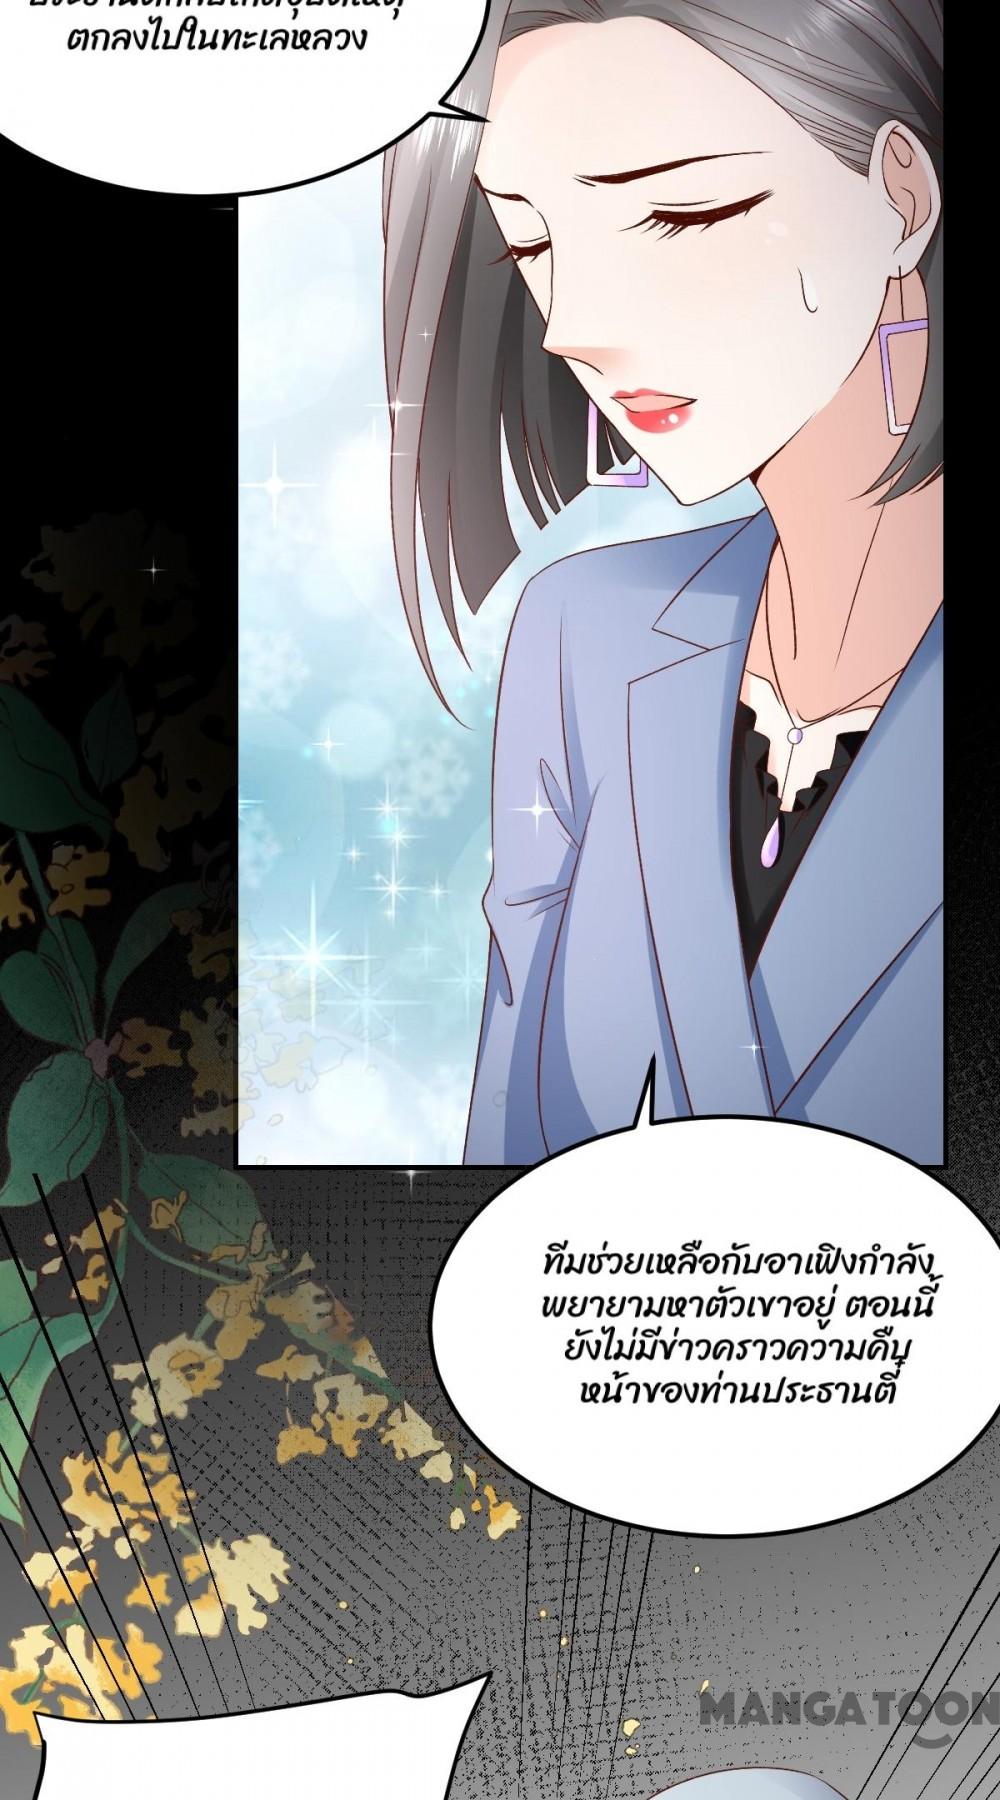 ตกลงไปในทะเลหลวง
ทีมช่วยเหลือกับอาเฟิงกำลัง
พยายามหาตัวเขาอยู่ ตอนนี้
ยังไม่มีข่าวคราวความคืบ
หน้าของท่านประธานตี๋
MANGATOON